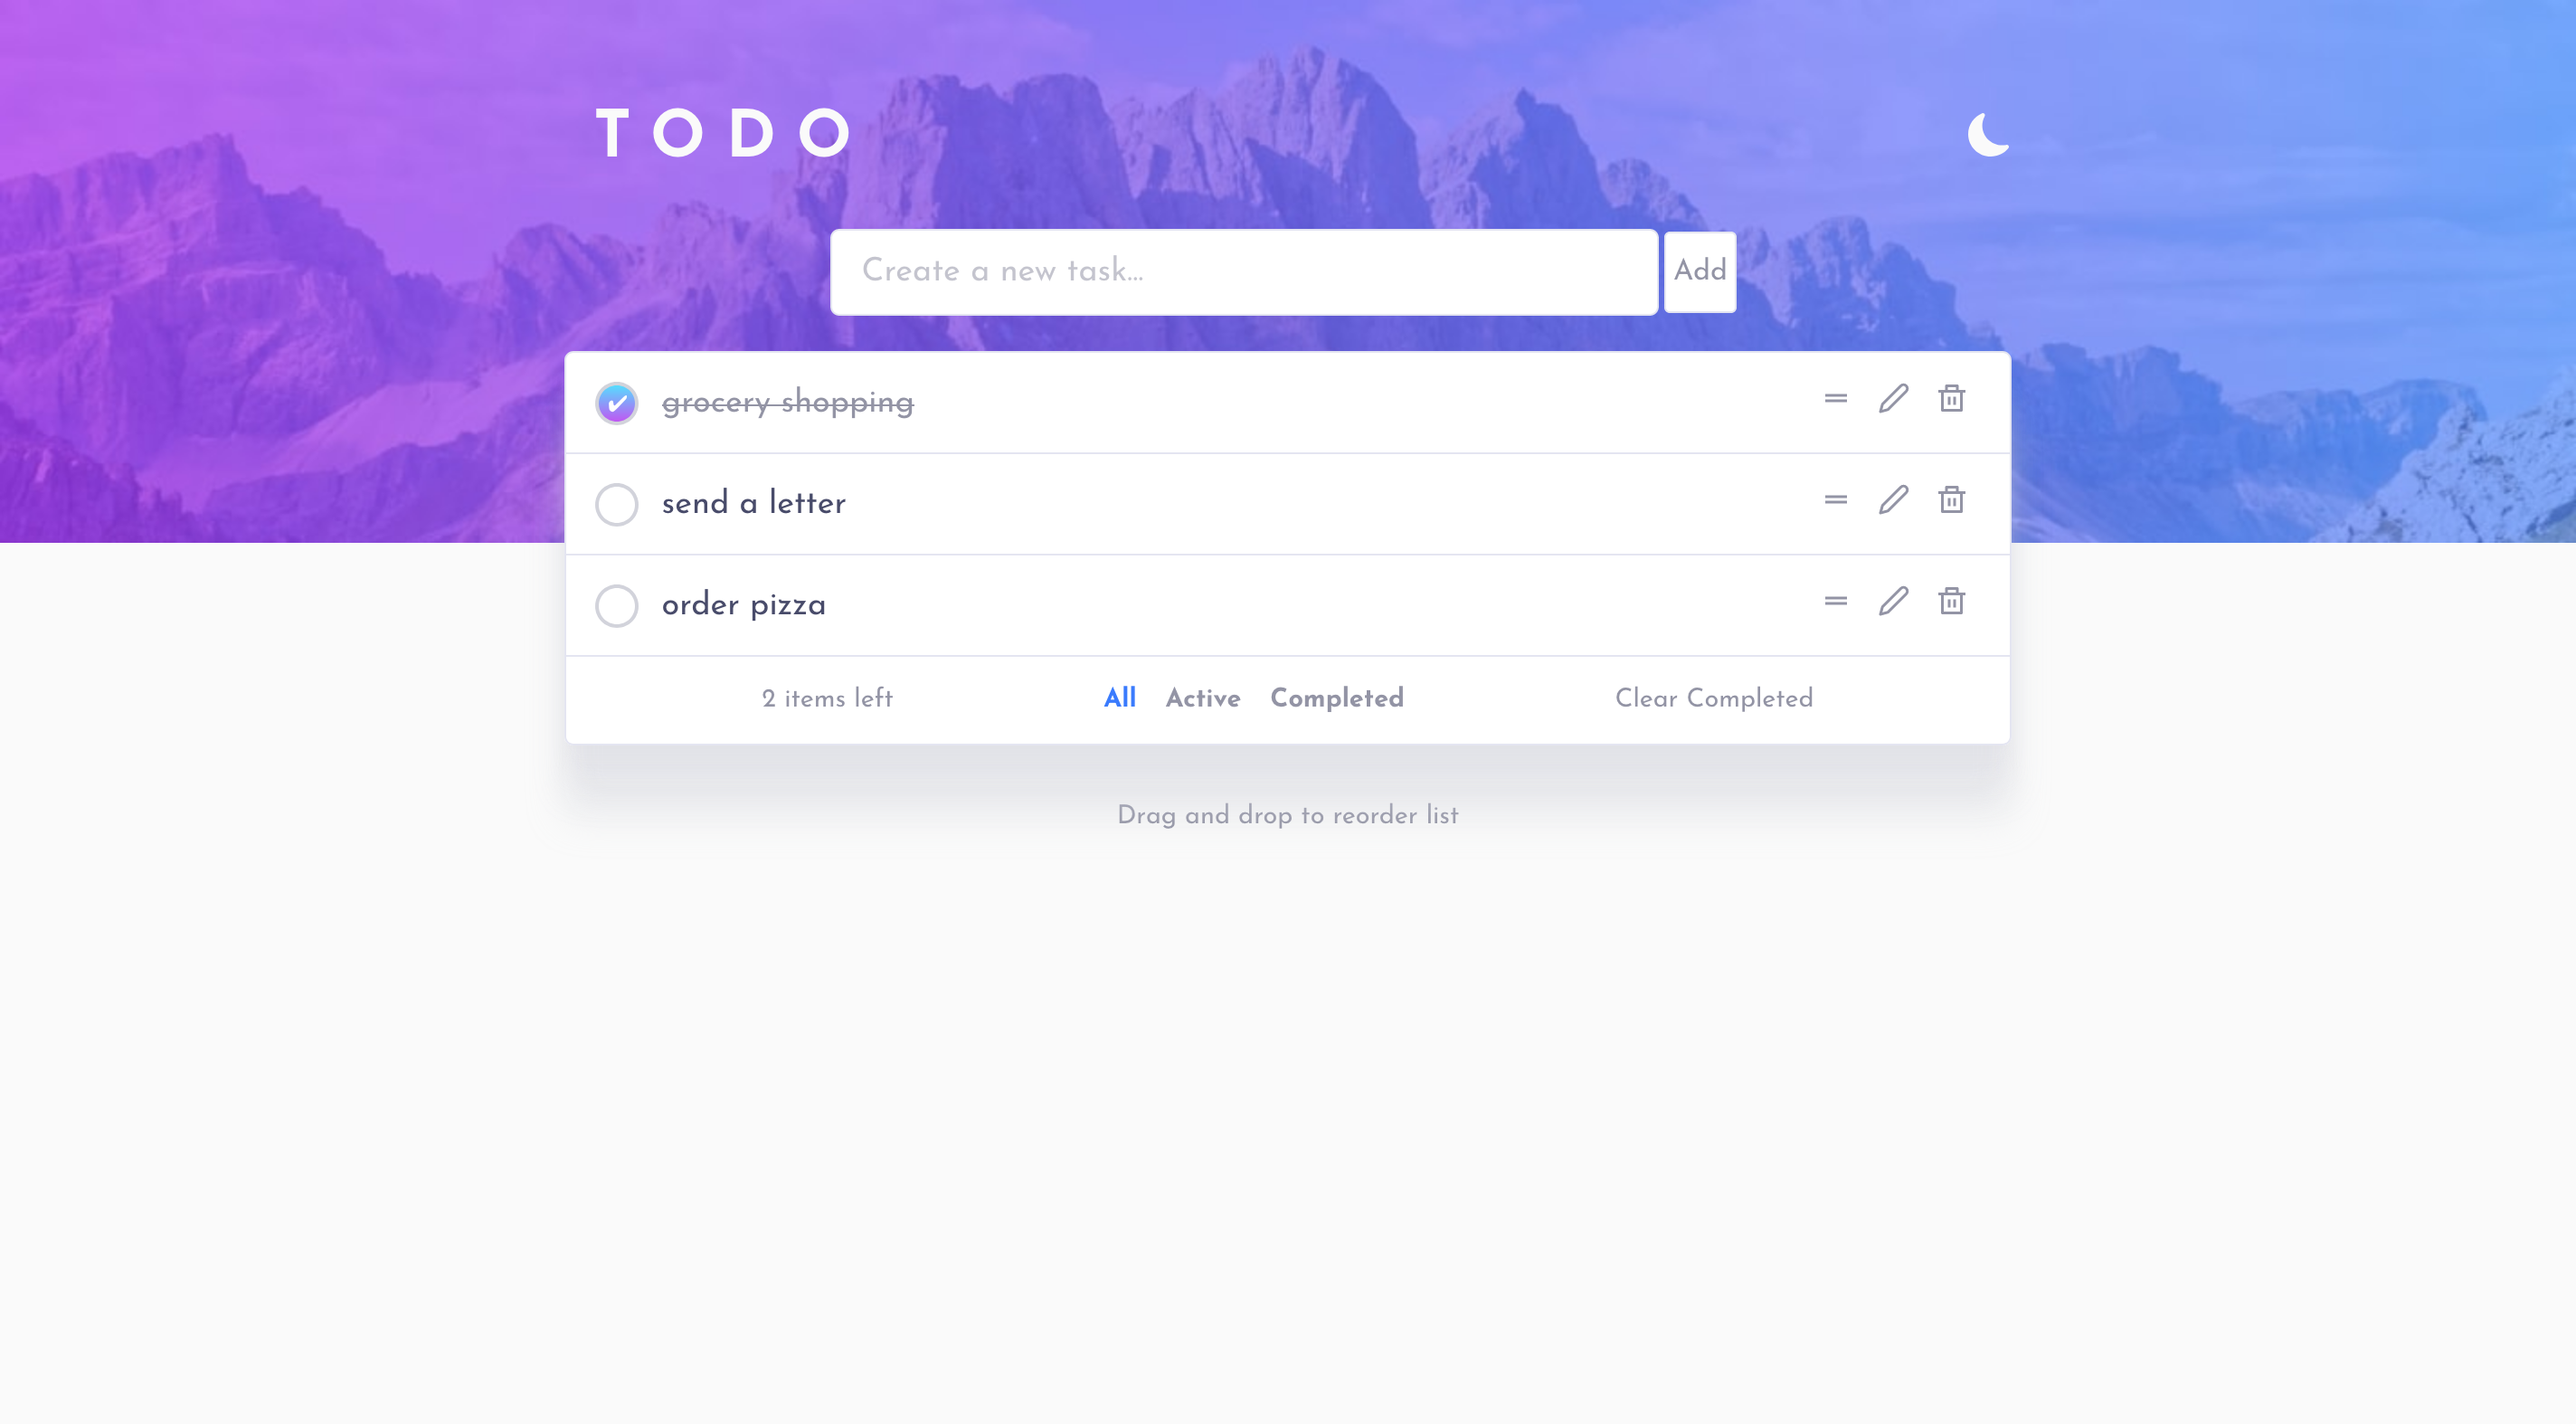 TODO
Create a new task...
Add
grocery shopping
send a letter
order pizza
2 items left
All Active Completed
Clear Completed
Drag and drop to reorder list